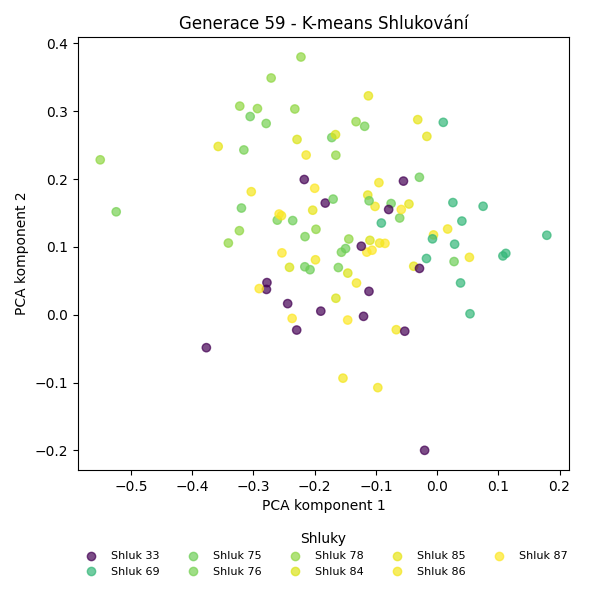 Generace 59 - K-means Shlukování
0.4
0.3
0.2
0.1
0.0
−0.1
−0.2
PCA komponent 2
−0.5 −0.4 −0.3 −0.2 −0.1 0.0 0.1 0.2
PCA komponent 1
Shluky
Shluk 33 Shluk 75 Shluk 78 Shluk 85 Shluk 87
Shluk 69 Shluk 76 Shluk 84 Shluk 86